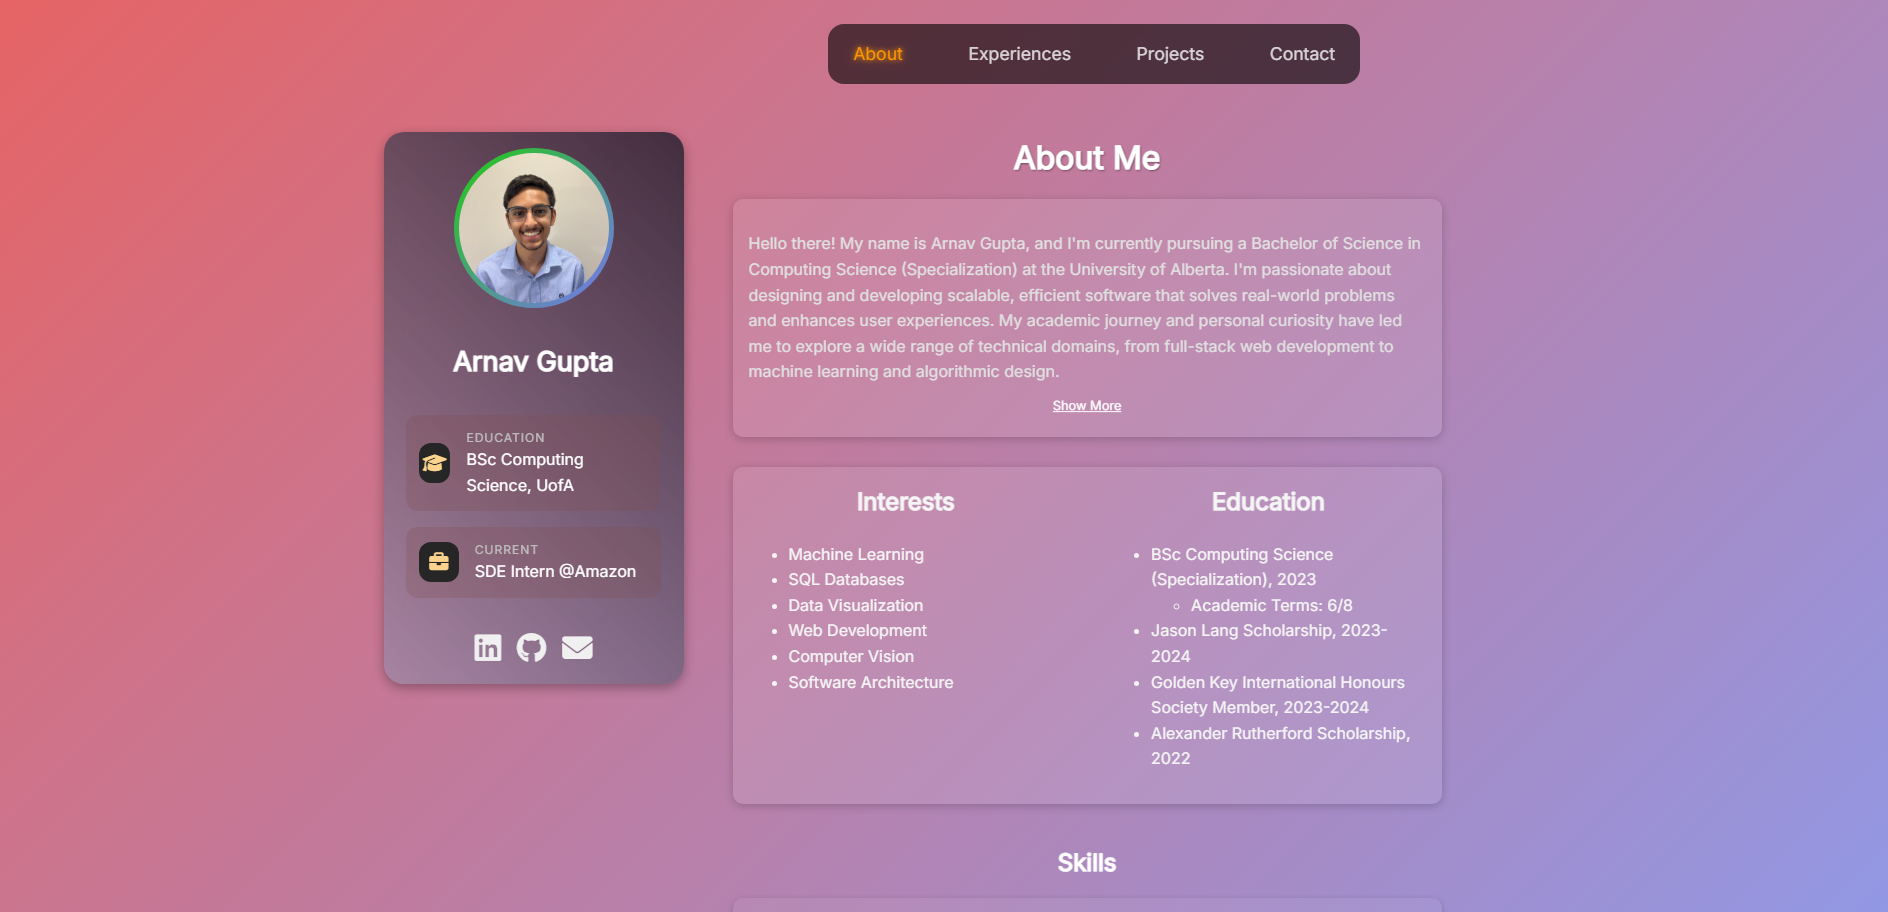 About Experiences Projects Contact
Arnav Gupta
EDUCATION
BSc Computing
Science, UofA
CURRENT
SDE Intern @Amazon
in
About Me
Hello there! My name is Arnav Gupta, and I'm currently pursuing a Bachelor of Science in
Computing Science (Specialization) at the University of Alberta. I'm passionate about
designing and developing scalable, efficient software that solves real-world problems
and enhances user experiences. My academic journey and personal curiosity have led
me to explore a wide range of technical domains, from full-stack web development to
machine learning and algorithmic design.
Show More
Interests
Machine Learning
SQL Databases
Data Visualization
Web Development
Computer Vision
Software Architecture
Education
BSc Computing Science
(Specialization), 2023
Academic Terms: 6/8
Jason Lang Scholarship, 2023-
2024
Golden Key International Honours
Society Member, 2023-2024
Alexander Rutherford Scholarship,
2022
Skills